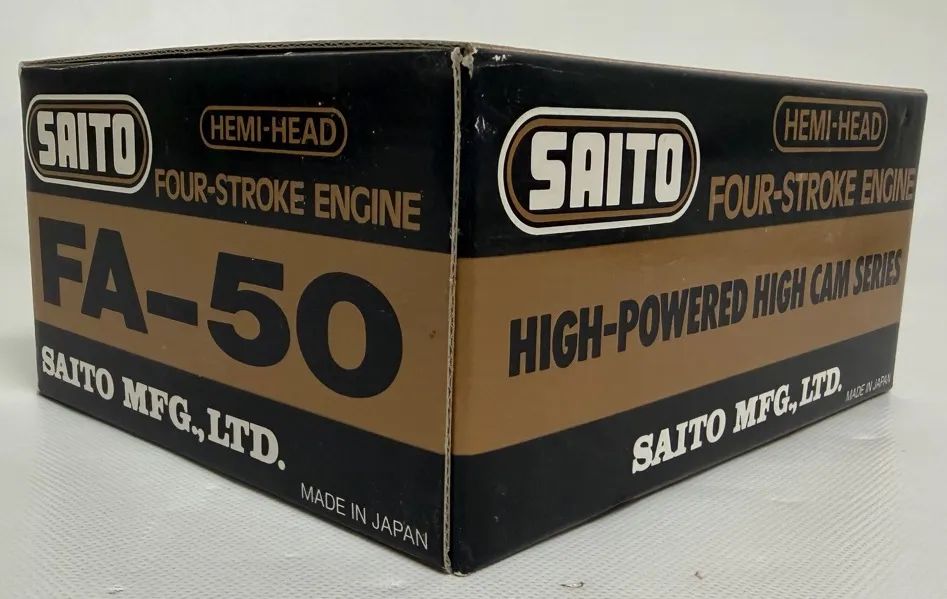 SAITO
HEMI-HEAD
FOUR-STROKE ENGINE
FA-50
SAITO MFG., LTD.
MADE IN JAPAN
SAITO
HEMI-HEAD
FOUR-STROKE ENGINE
HIGH-POWERED HIGH CAM SERIES
SAITO MFG., LTD.
MADE IN JAPAN